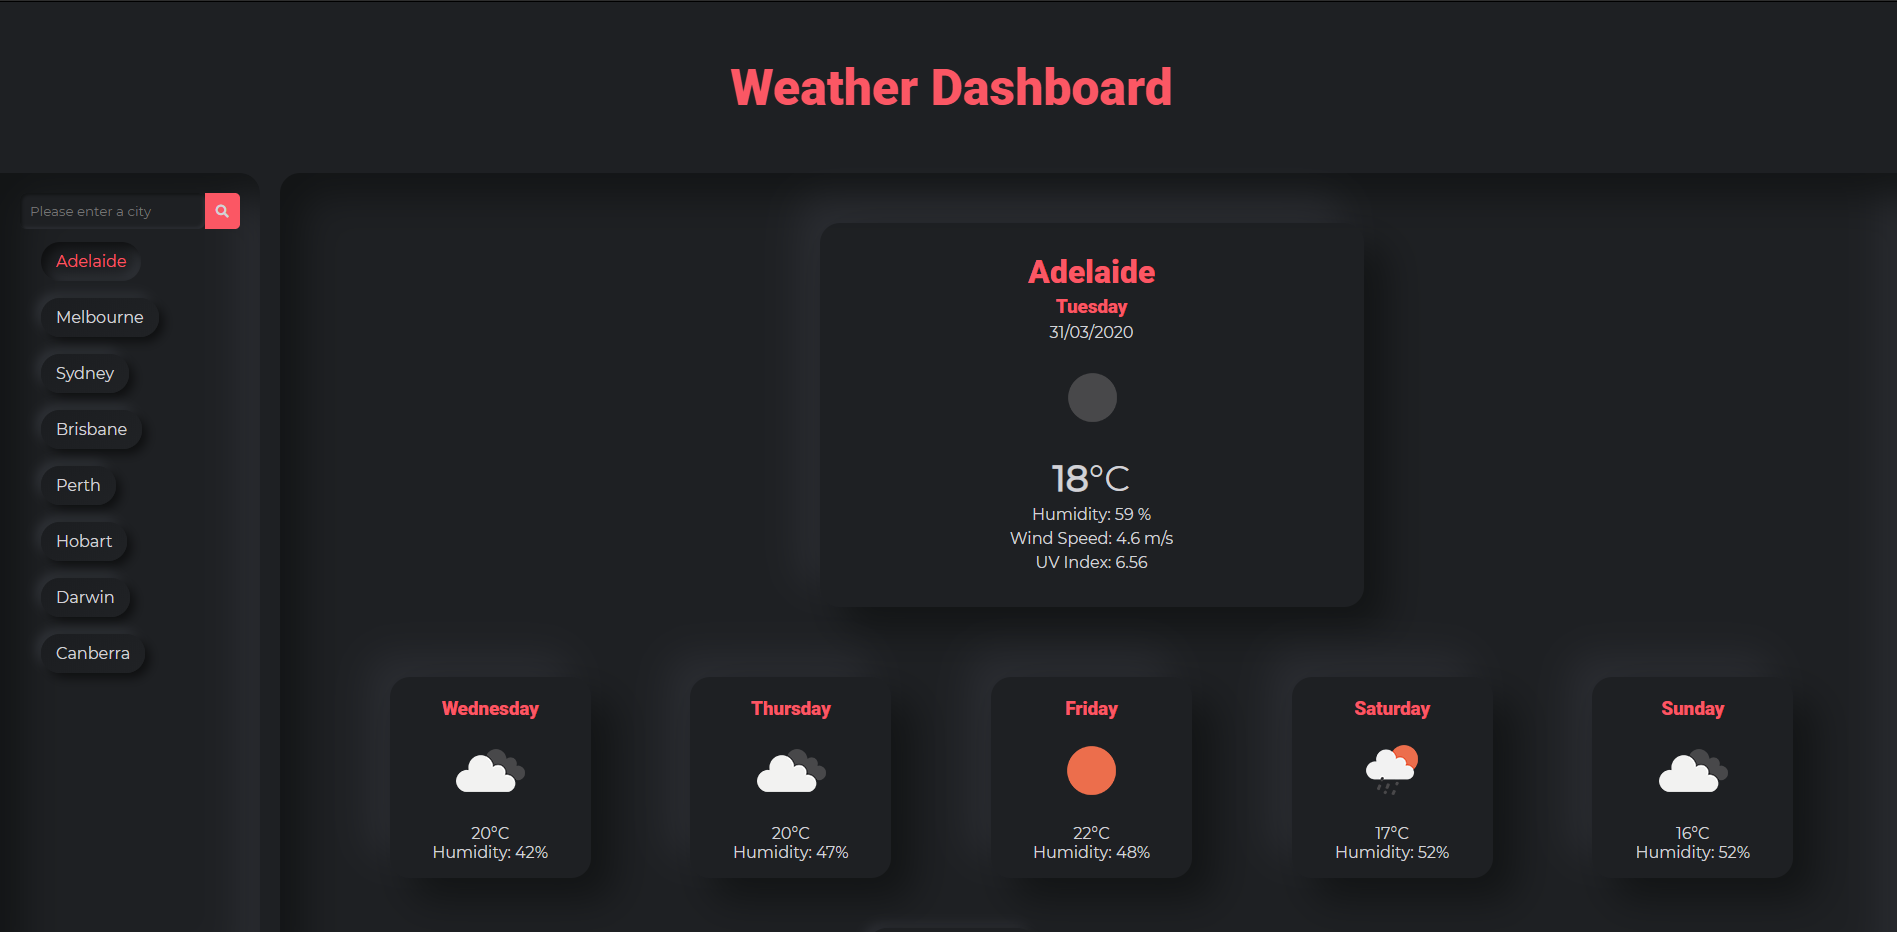 Weather Dashboard
Please enter a city
Adelaide
Melbourne
Sydney
Brisbane
Perth
Hobart
Darwin
Canberra
Adelaide
Tuesday
31/03/2020
18°C
Humidity: 59 %
Wind Speed: 4.6 m/s
UV Index: 6.56
Wednesday
20°C
Humidity: 42%
Thursday
20°C
Humidity: 47%
Friday
22°C
Humidity: 48%
Saturday
17°C
Humidity: 52%
Sunday
16°C
Humidity: 52%